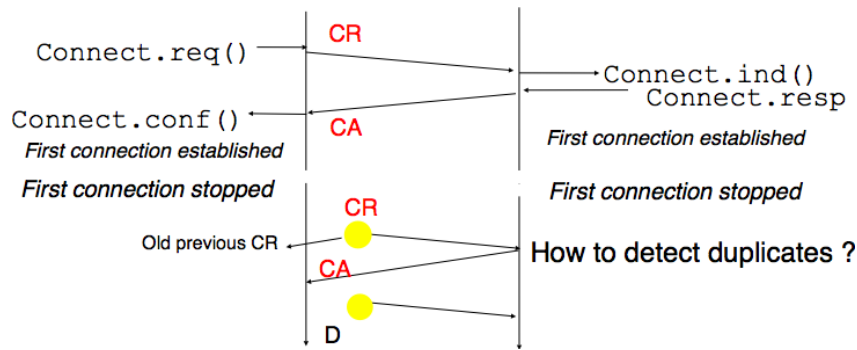 CR
Connect.req()
Connect.ind()
Connect.resp
Connect.conf()
CA
First connection established
First connection established
First connection stopped
First connection stopped
CR
Old previous CR
How to detect duplicates ?
CA
D